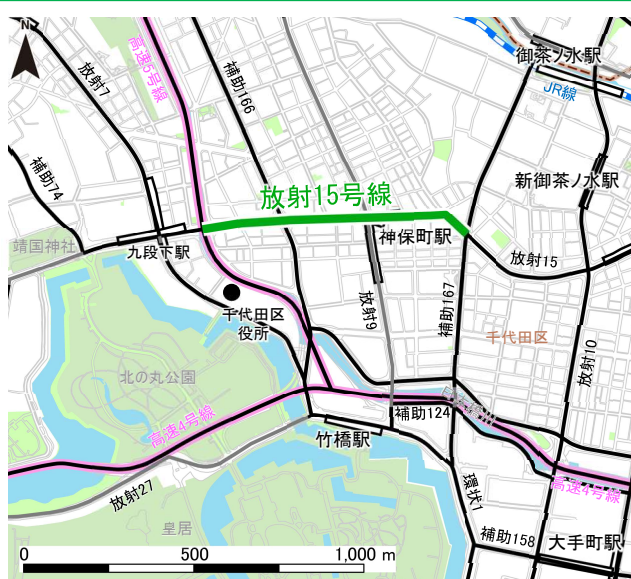 N
高速5号線
放射7
補助166
御茶ノ水駅
JR線
補助74
新御茶ノ水駅
放射15号線
神保町駅
靖国神社
九段下駅
放射15
千代田区
役所
放射9
補助167
千代田区
放射10
北の丸公園
高速4号線
補助124
竹橋駅
放射27
環状1
高速4号線
皇居
補助158
大手町駅
0 500 1,000 m